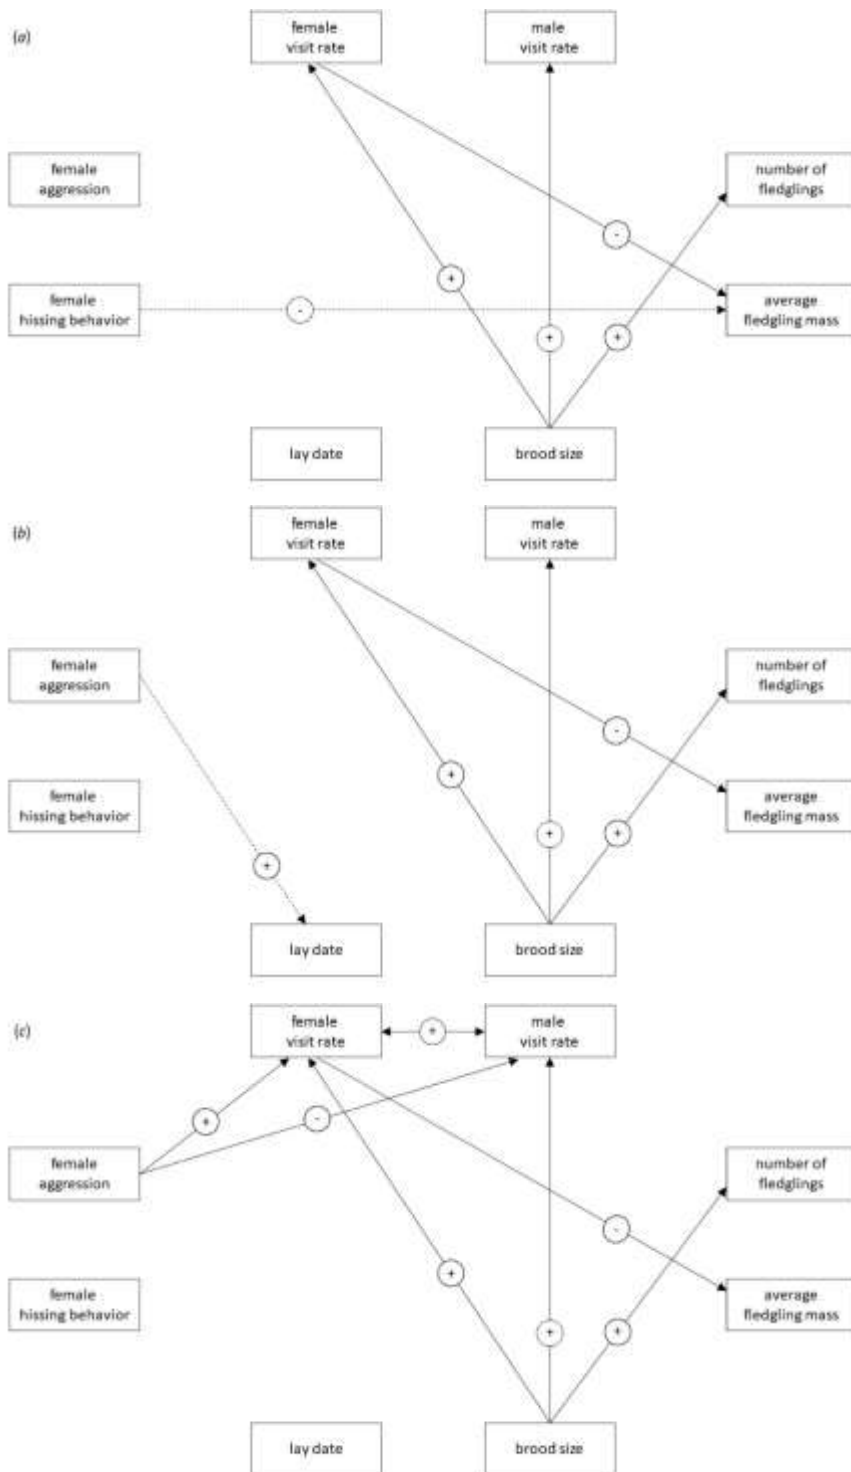 (a)
female
visit rate
male
visit rate
female
aggression
number of
fledglings
-
+
female
hissing behavior
-
average
fledgling mass
+
+
lay date
brood size
(b)
female
visit rate
male
visit rate
female
aggression
number of
fledglings
-
+
female
hissing behavior
average
fledgling mass
+
+
+
lay date
brood size
(c)
female
visit rate
+
male
visit rate
+
-
female
aggression
number of
fledglings
-
+
female
hissing behavior
average
fledgling mass
+
+
lay date
brood size